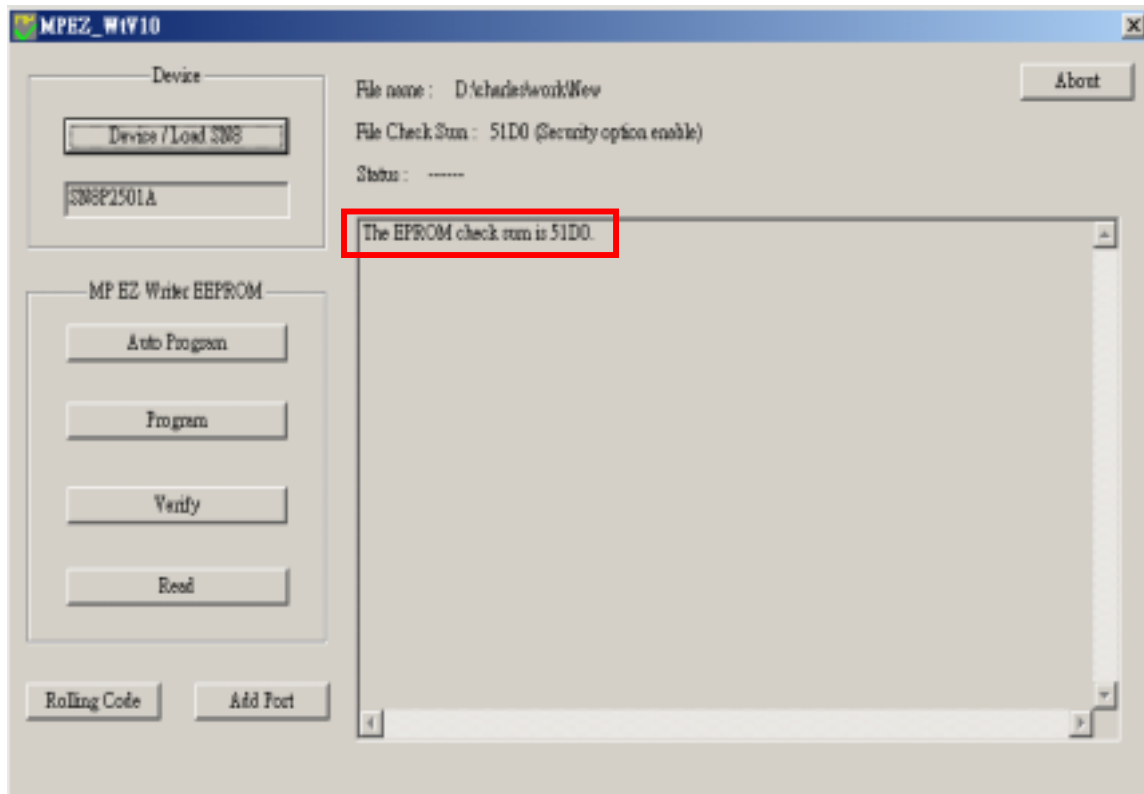 MPEZ_WtV10
Device
Device / Load SN8
SN8P2501A
MP EZ Writer EEPROM
Auto Program
Program
Verify
Read
Rolling Code
Add Port
File name : D:\charles\work\New
File Check Sum : 51D0 (Security option enable)
Status : ------
About
The EPROM check sum is 51D0.